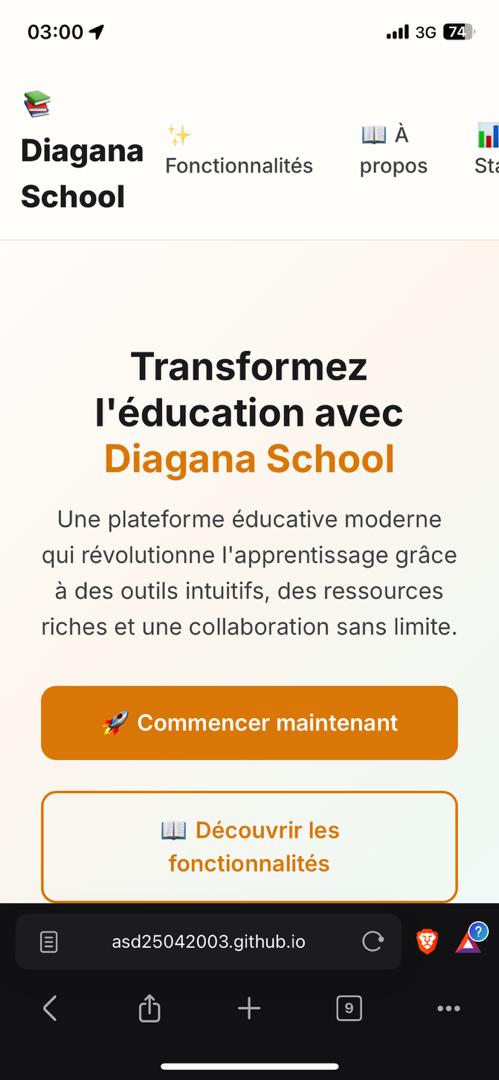 03:00
3G 74
📚
Diagana
School
✨
Fonctionnalités
📖 À
propos
📊
Sta
Transformez
l'éducation avec
Diagana School
Une plateforme éducative moderne
qui révolutionne l'apprentissage grâce
à des outils intuitifs, des ressources
riches et une collaboration sans limite.
🚀 Commencer maintenant
📖 Découvrir les
fonctionnalités
asd25042003.github.io
?
9